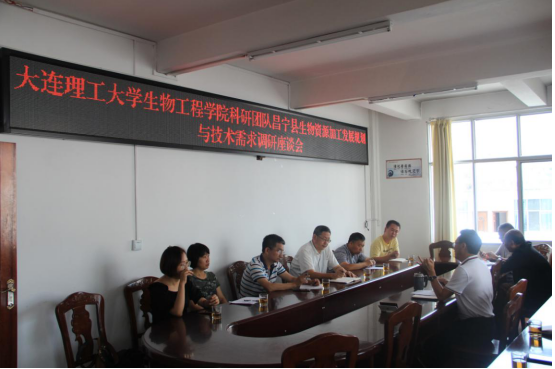 大连理工大学生物工程学院科研团队昌宁县生物资源加工发展规划
与技术需求调研座谈会